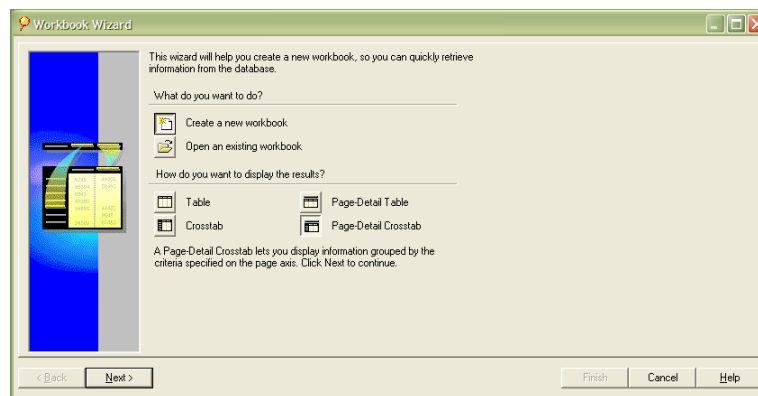 Workbook Wizard
This wizard will help you create a new workbook, so you can quickly retrieve
information from the database.
What do you want to do?
Create a new workbook
Open an existing workbook
How do you want to display the results?
Table
Page-Detail Table
Crosstab
Page-Detail Crosstab
A Page-Detail Crosstab lets you display information grouped by the
criteria specified on the page axis. Click Next to continue.
< Back
Next >
Finish
Cancel
Help